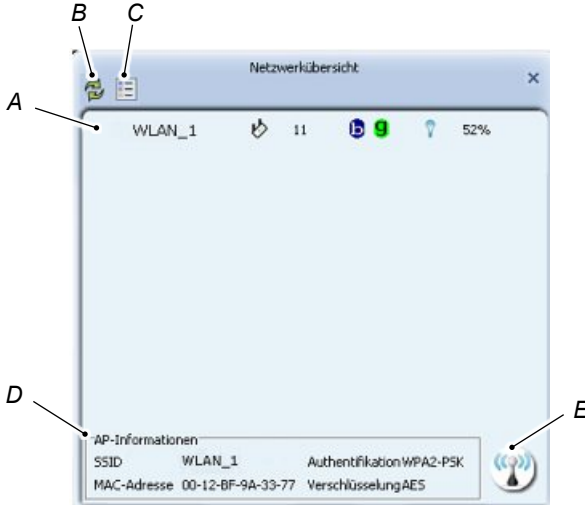 B C
Netzwerkübersicht
A
WLAN_1 11 b g 52%
D
E
AP-Informationen
SSID WLAN_1 Authentifikation WPA2-PSK
MAC-Adresse 00-12-BF-9A-33-77 Verschlüsselung AES